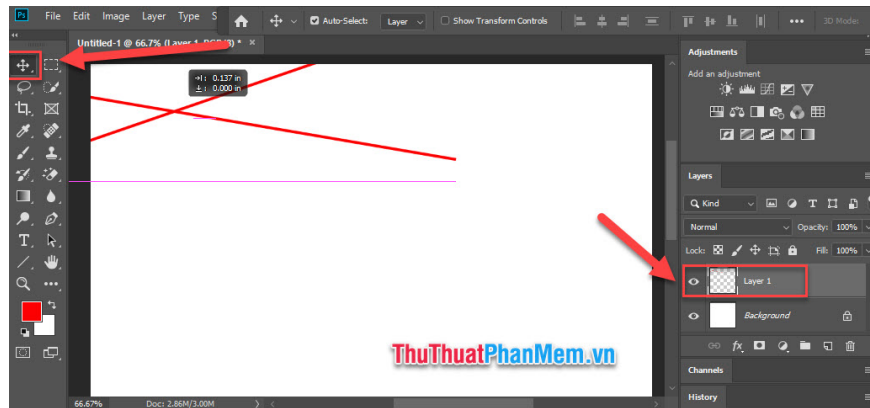 Ps File Edit Image Layer Type S
Auto-Select: Layer Show Transform Controls 3D Mode:
Untitled-1 @ 66.7% (Layer 1, RGB/8) * ×
0.137 in
0.000 in
Adjustments
Add an adjustment
Layers
Kind
Normal Opacity: 100%
Lock: Fill: 100%
Layer 1
Background
fx
Channels
History
ThuThuatPhanMem.vn
66.67% Doc: 2.86M/3.00M